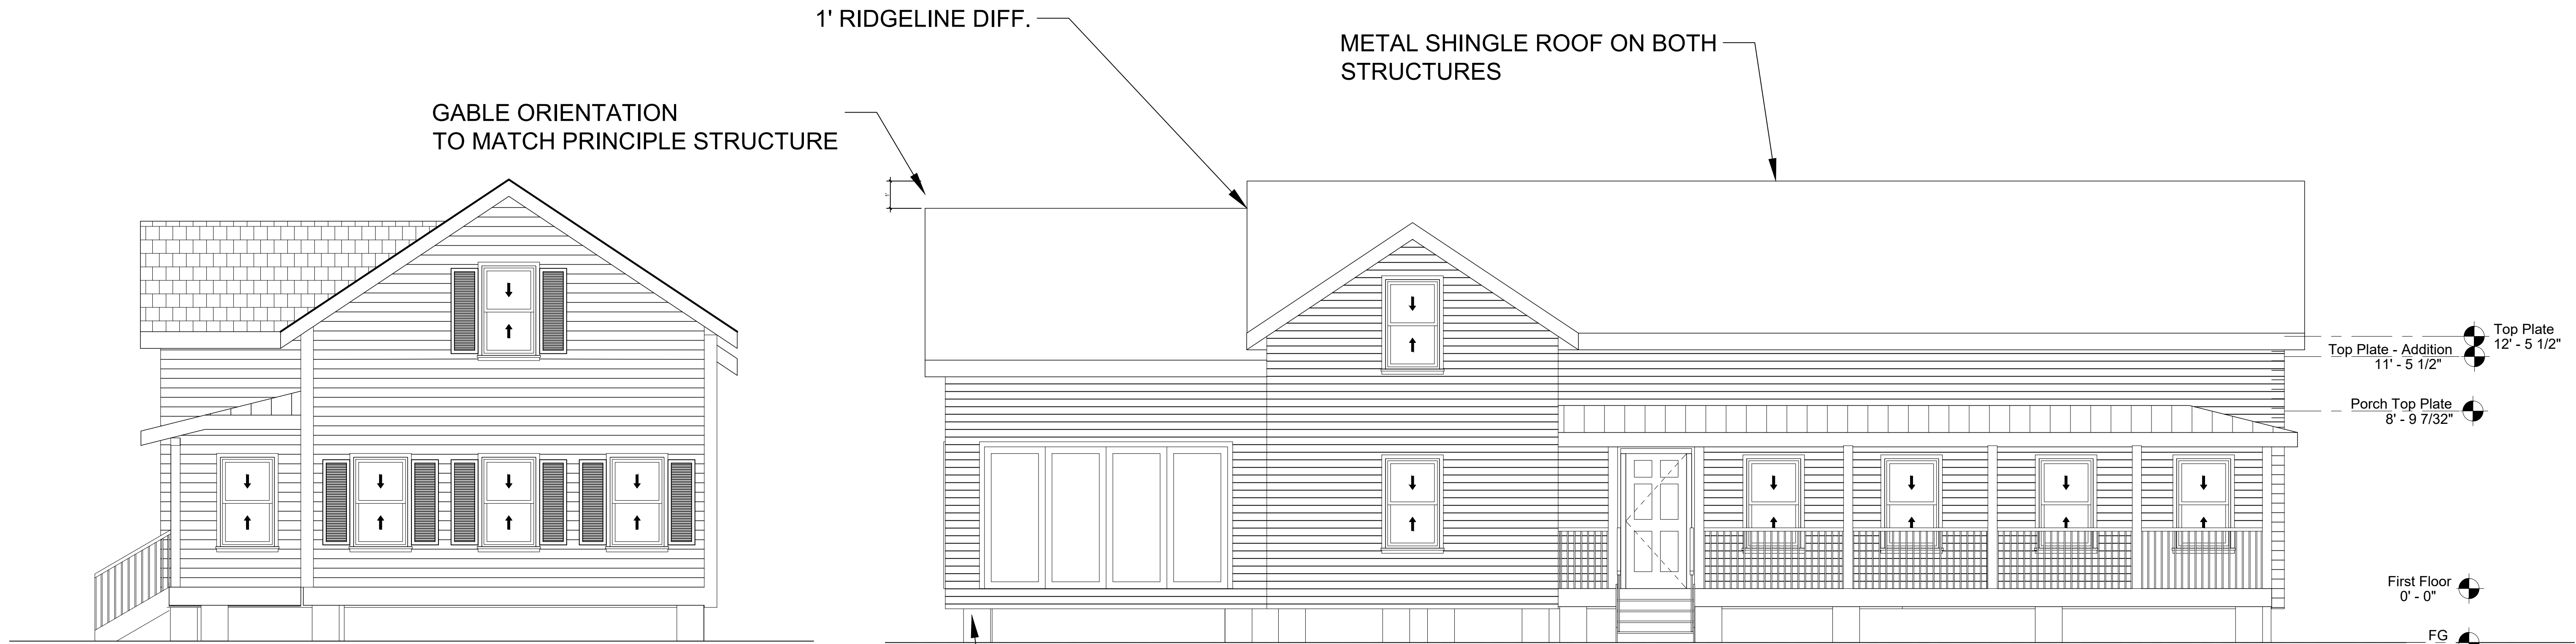 1' RIDGELINE DIFF.
METAL SHINGLE ROOF ON BOTH
STRUCTURES
GABLE ORIENTATION
TO MATCH PRINCIPLE STRUCTURE
1'
Top Plate
12' - 5 1/2"
Top Plate - Addition
11' - 5 1/2"
Porch Top Plate
8' - 9 7/32"
First Floor
0' - 0"
FG